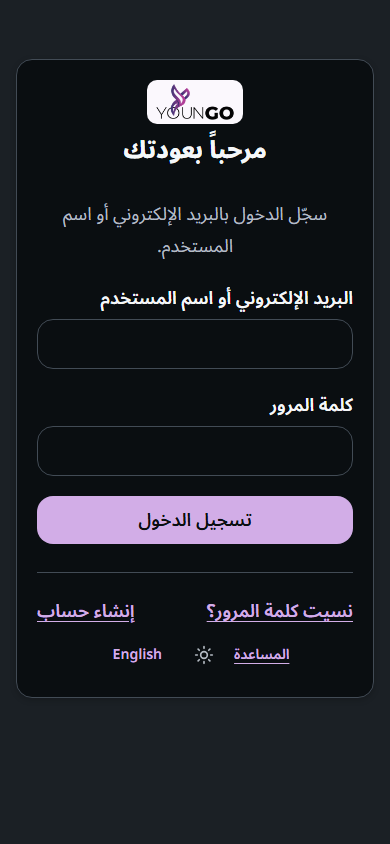 YOUNGO
مرحباً بعودتك
سجّل الدخول بالبريد الإلكتروني أو اسم
المستخدم.
البريد الإلكتروني أو اسم المستخدم
كلمة المرور
تسجيل الدخول
نسيت كلمة المرور؟ إنشاء حساب
المساعدة English